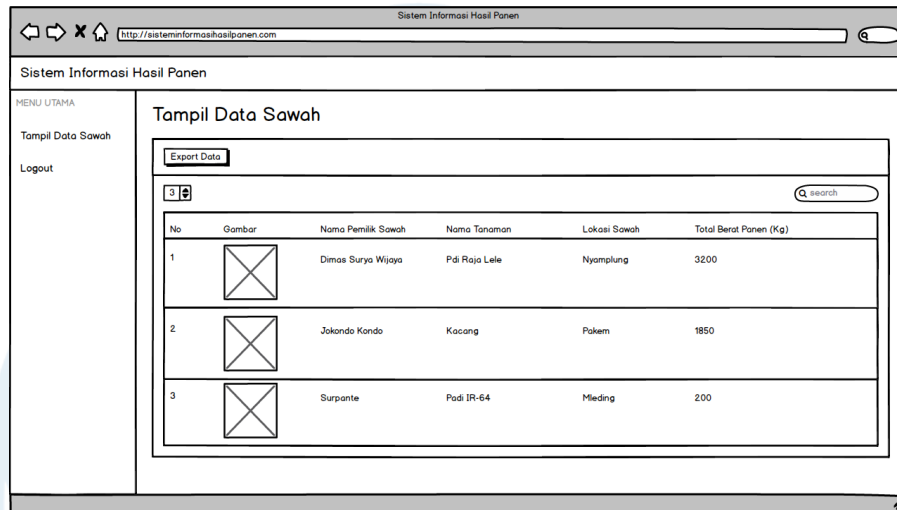 Sistem Informasi Hasil Panen
http://sisteminformasihasilpanen.com
Sistem Informasi Hasil Panen
MENU UTAMA
Tampil Data Sawah
Logout
Tampil Data Sawah
Export Data
3
search
No Gambar Nama Pemilik Sawah Nama Tanaman Lokasi Sawah Total Berat Panen (Kg)
1 Dimas Surya Wijaya Pdi Raja Lele Nyamplung 3200
2 Jokondo Kondo Kacang Pakem 1850
3 Surpante Padi IR-64 Mleding 200